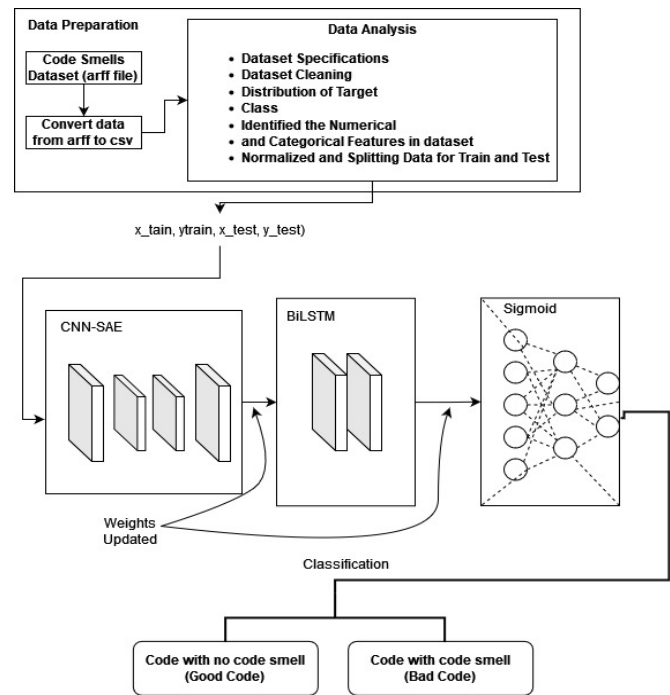 Data Preparation
Code Smells
Dataset (arff file)
Convert data
from arff to csv
Data Analysis
• Dataset Specifications
• Dataset Cleaning
• Distribution of Target
• Class
• Identified the Numerical
• and Categorical Features in dataset
• Normalized and Splitting Data for Train and Test
x_tain, ytrain, x_test, y_test)
CNN-SAE
BiLSTM
Sigmoid
Weights
Updated
Classification
Code with no code smell
(Good Code)
Code with code smell
(Bad Code)